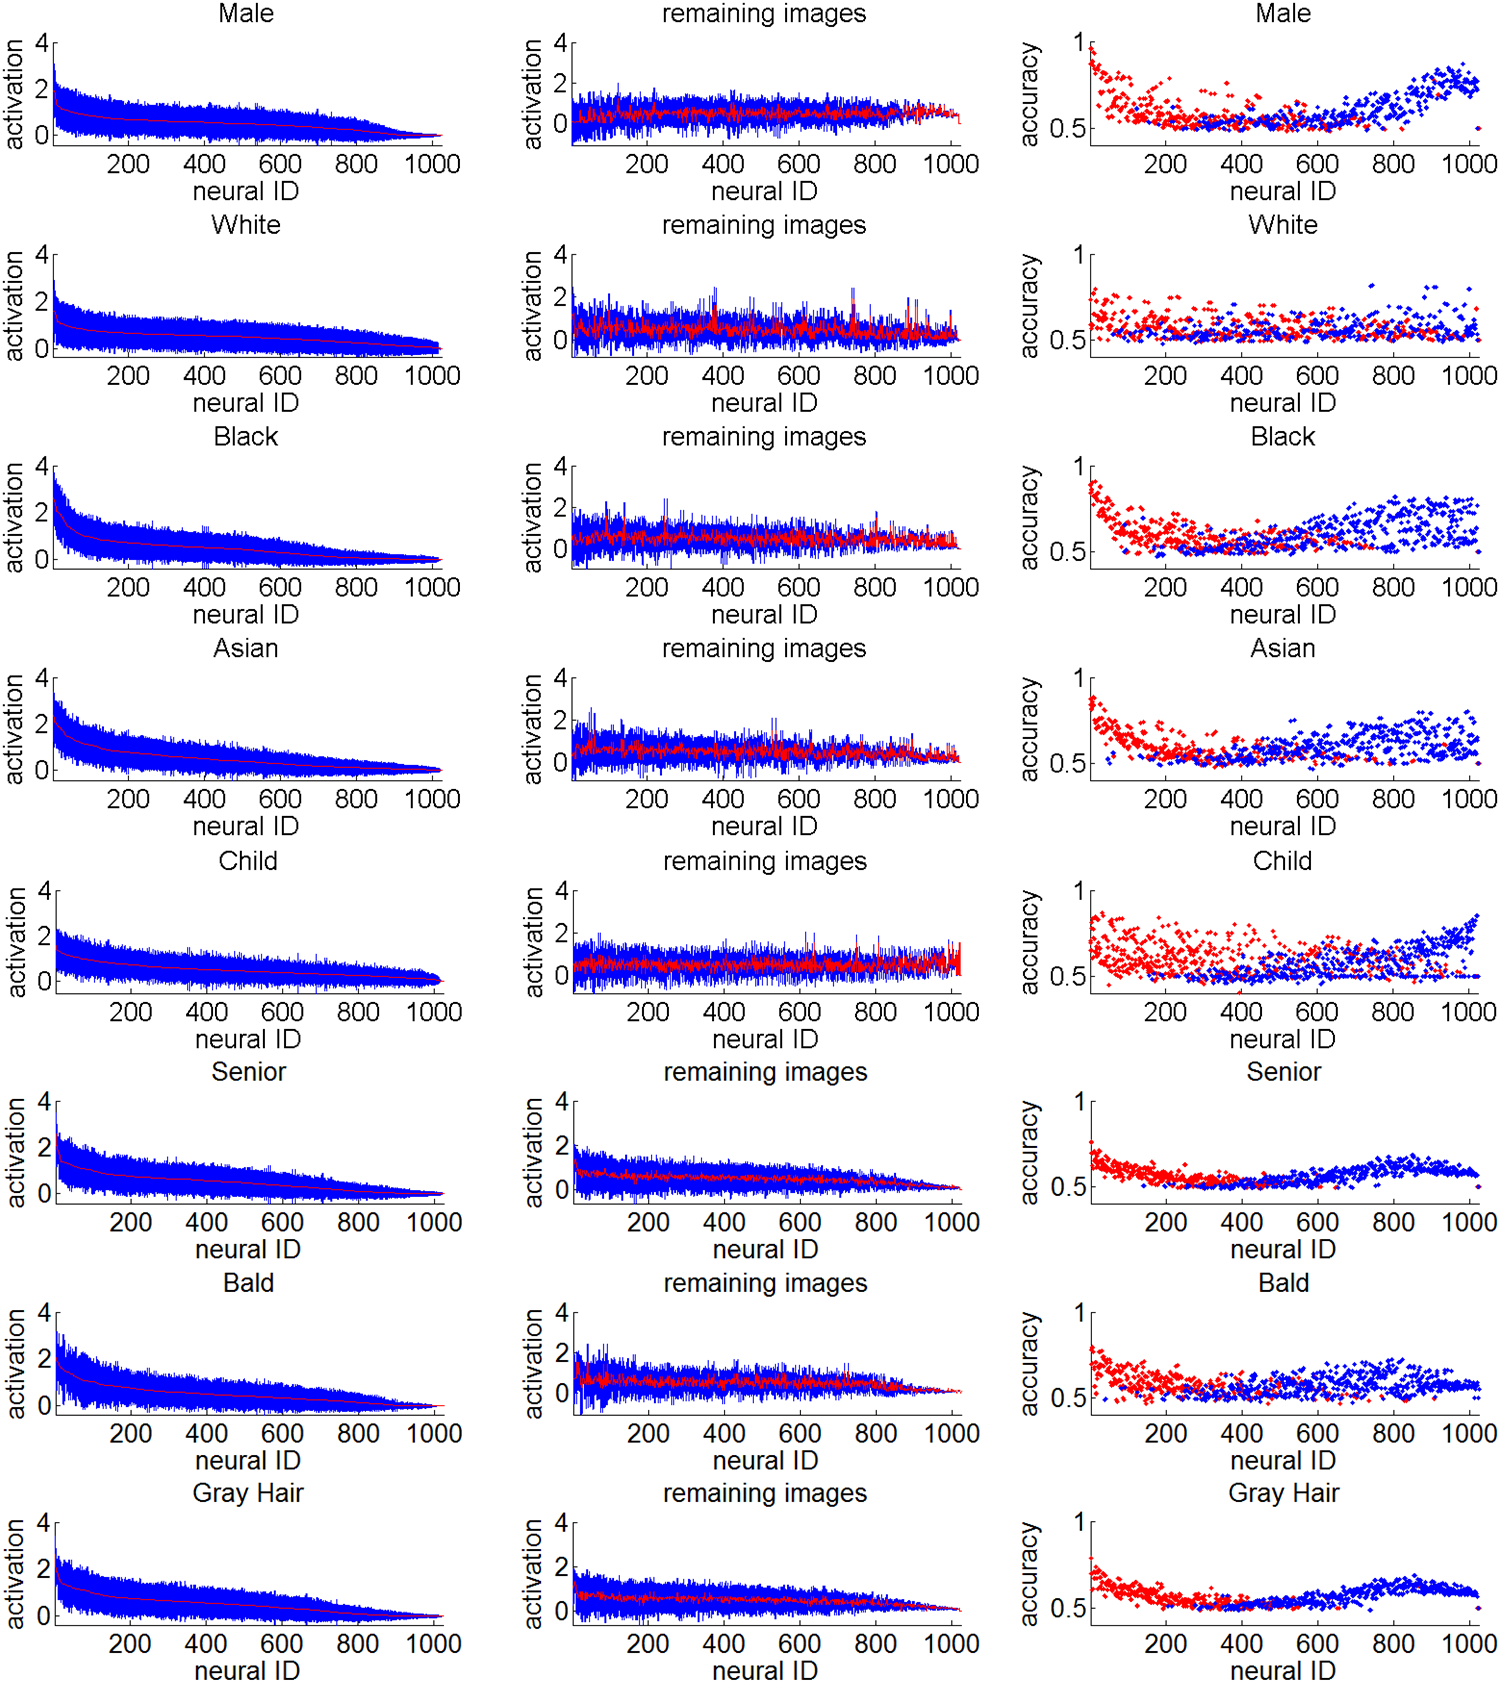 Male remaining images Male
activation 4 2 0 activation 4 2 0 accuracy 1 0.5
200 400 600 800 1000 200 400 600 800 1000 200 400 600 800 1000
neural ID neural ID neural ID
White remaining images White
activation 4 2 0 activation 4 2 0 accuracy 1 0.5
200 400 600 800 1000 200 400 600 800 1000 200 400 600 800 1000
neural ID neural ID neural ID
Black remaining images Black
activation 4 2 0 activation 4 2 0 accuracy 1 0.5
200 400 600 800 1000 200 400 600 800 1000 200 400 600 800 1000
neural ID neural ID neural ID
Asian remaining images Asian
activation 4 2 0 activation 4 2 0 accuracy 1 0.5
200 400 600 800 1000 200 400 600 800 1000 200 400 600 800 1000
neural ID neural ID neural ID
Child remaining images Child
activation 4 2 0 activation 4 2 0 accuracy 1 0.5
200 400 600 800 1000 200 400 600 800 1000 200 400 600 800 1000
neural ID neural ID neural ID
Senior remaining images Senior
activation 4 2 0 activation 4 2 0 accuracy 1 0.5
200 400 600 800 1000 200 400 600 800 1000 200 400 600 800 1000
neural ID neural ID neural ID
Bald remaining images Bald
activation 4 2 0 activation 4 2 0 accuracy 1 0.5
200 400 600 800 1000 200 400 600 800 1000 200 400 600 800 1000
neural ID neural ID neural ID
Gray Hair remaining images Gray Hair
activation 4 2 0 activation 4 2 0 accuracy 1 0.5
200 400 600 800 1000 200 400 600 800 1000 200 400 600 800 1000
neural ID neural ID neural ID